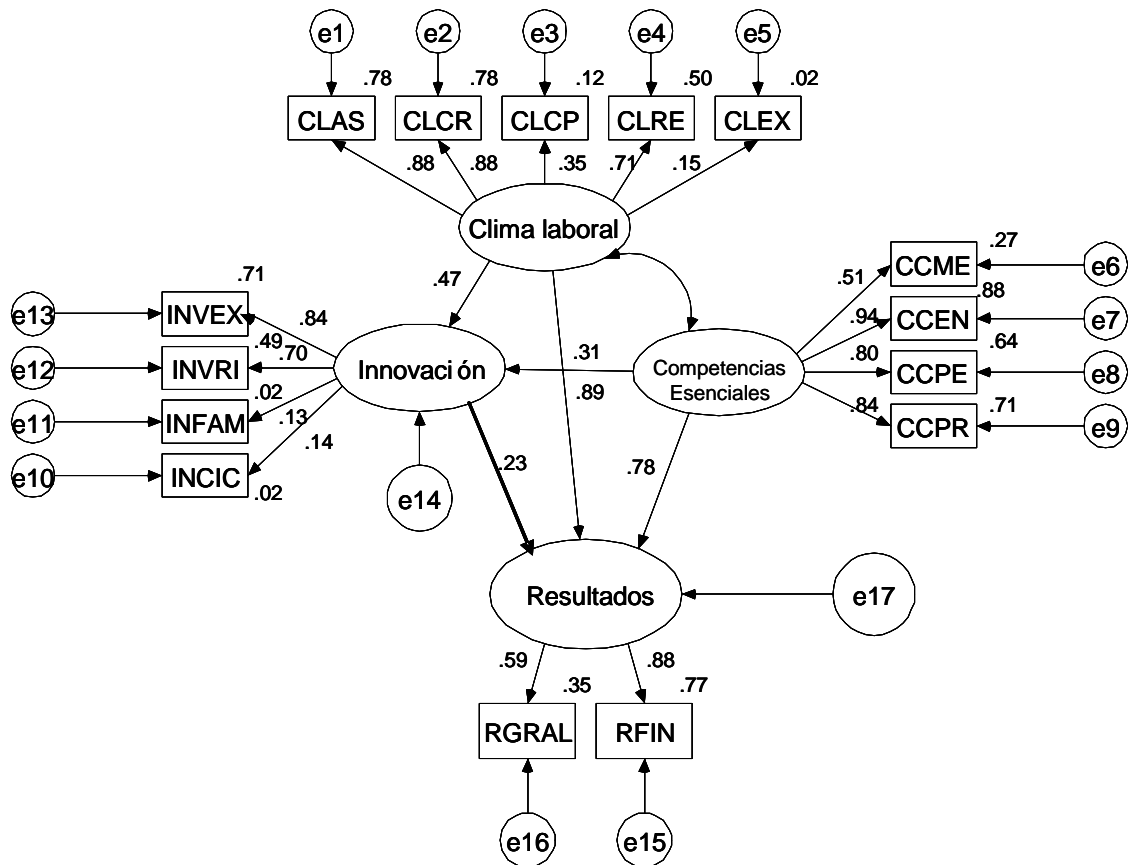 e1 e2 e3 e4 e5
.78 .78 .12 .50 .02
CLAS CLCR CLCP CLRE CLEX
.88 .88 .35 .71 .15
Clima laboral
.27
CCME e6
.51
.47
.71
.88
e13 INVEX
.84
.94 CCEN e7
.49
.64
e12 INVRI .70
Innovación
.31
Competencias
Esenciales
.80 CCPE e8
.02
.89
e11 INFAM .13
.84 .71
CCPR e9
.14
e10 INCIC
.02
e14
.23
.78
Resultados
e17
.59 .88
.35 .77
RGRAL RFIN
e16 e15